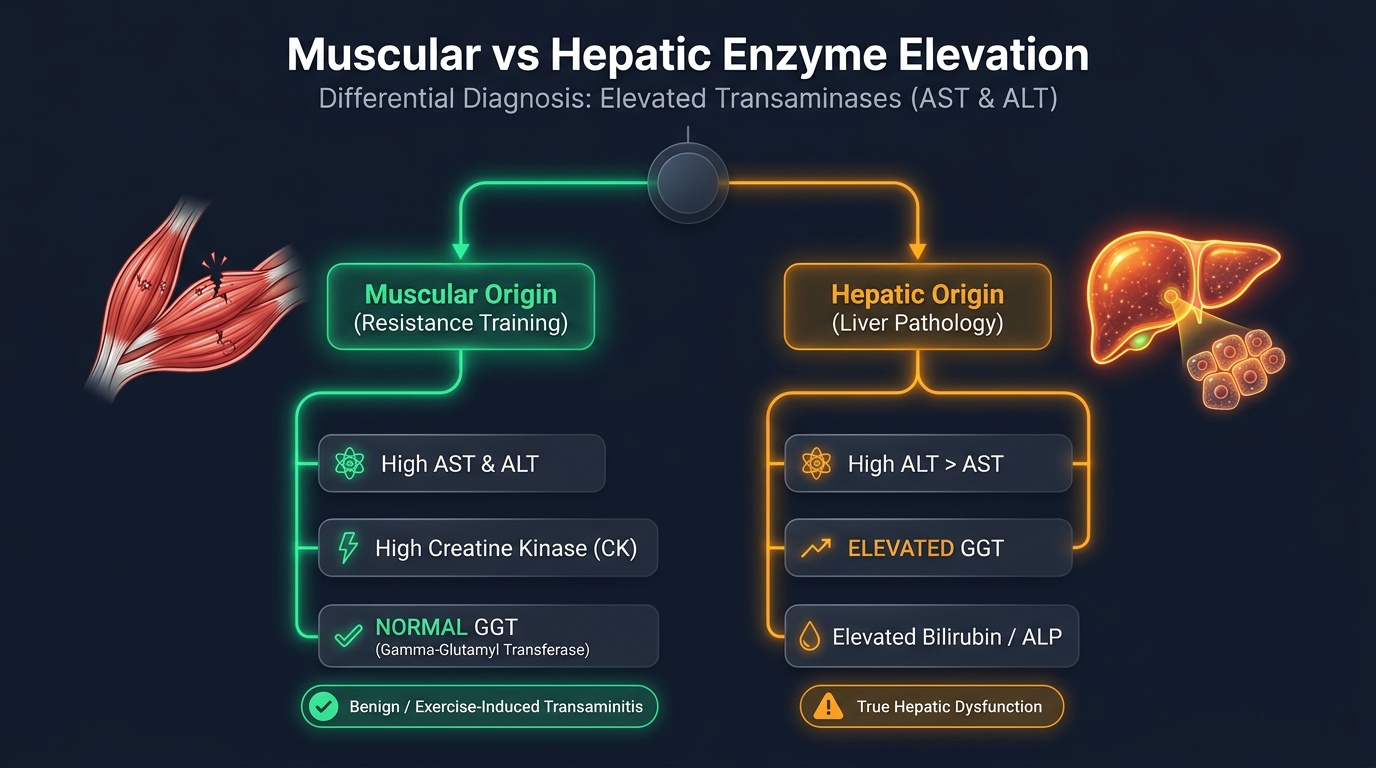 Muscular vs Hepatic Enzyme Elevation
Differential Diagnosis: Elevated Transaminases (AST & ALT)
Muscular Origin
(Resistance Training)
High AST & ALT
High Creatine Kinase (CK)
NORMAL GGT
(Gamma-Glutamyl Transferase)
Benign / Exercise-Induced Transaminitis
Hepatic Origin
(Liver Pathology)
High ALT > AST
ELEVATED GGT
Elevated Bilirubin / ALP
True Hepatic Dysfunction